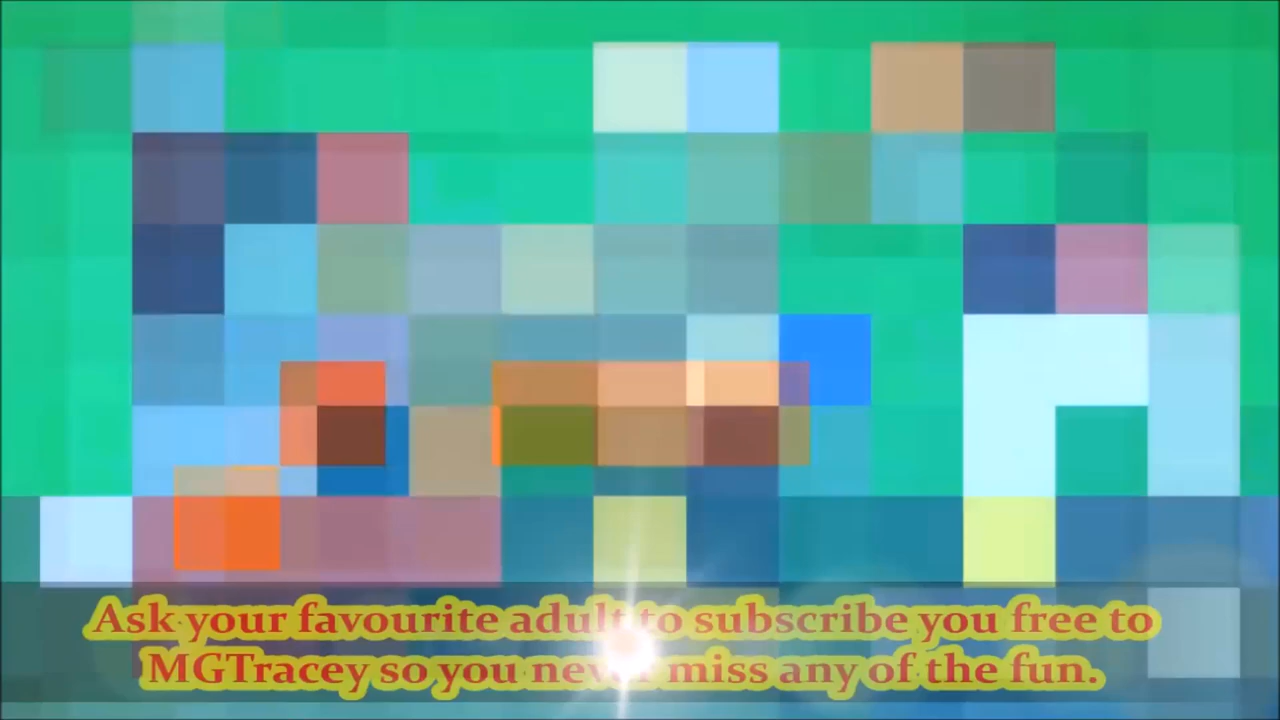 Ask your favourite adult to subscribe you free to
MGTracey so you never miss any of the fun.